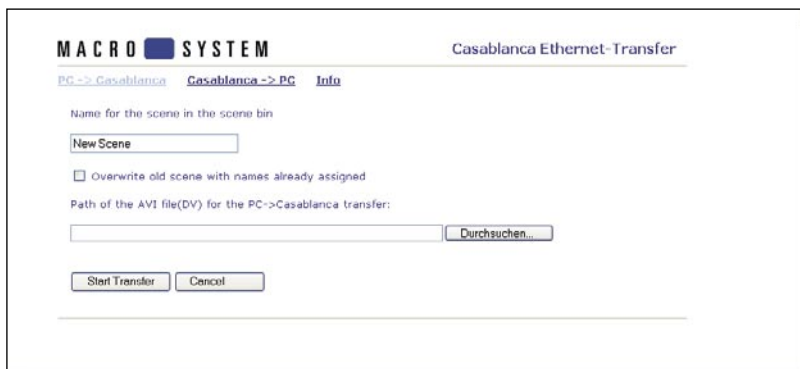 MACRO SYSTEM Casablanca Ethernet-Transfer
PC -> Casablanca Casablanca -> PC Info
Name for the scene in the scene bin
New Scene
Overwrite old scene with names already assigned
Path of the AVI file(DV) for the PC->Casablanca transfer:
Durchsuchen...
Start Transfer Cancel